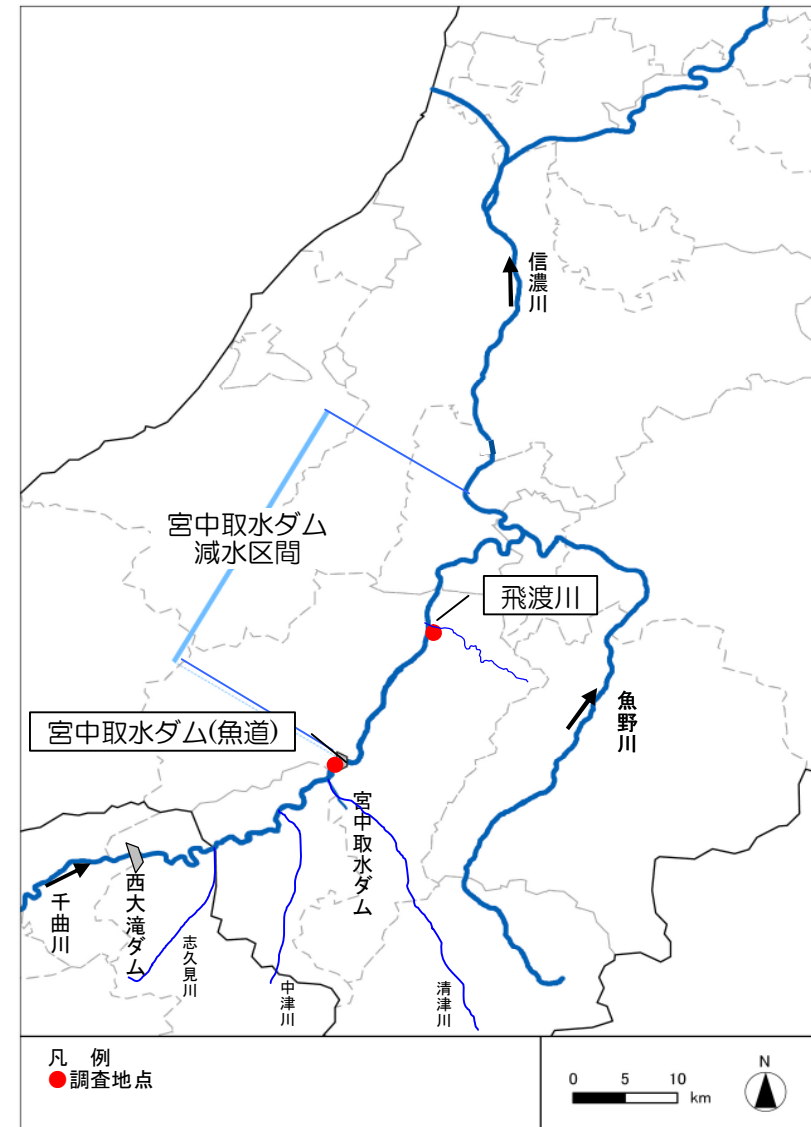 信濃川
宮中取水ダム
減水区間
飛渡川
魚野川
宮中取水ダム(魚道)
宮中取水ダム
千曲川
西大滝ダム
志久見川
中津川
清津川
凡 例
調査地点
0 5 10
km
N